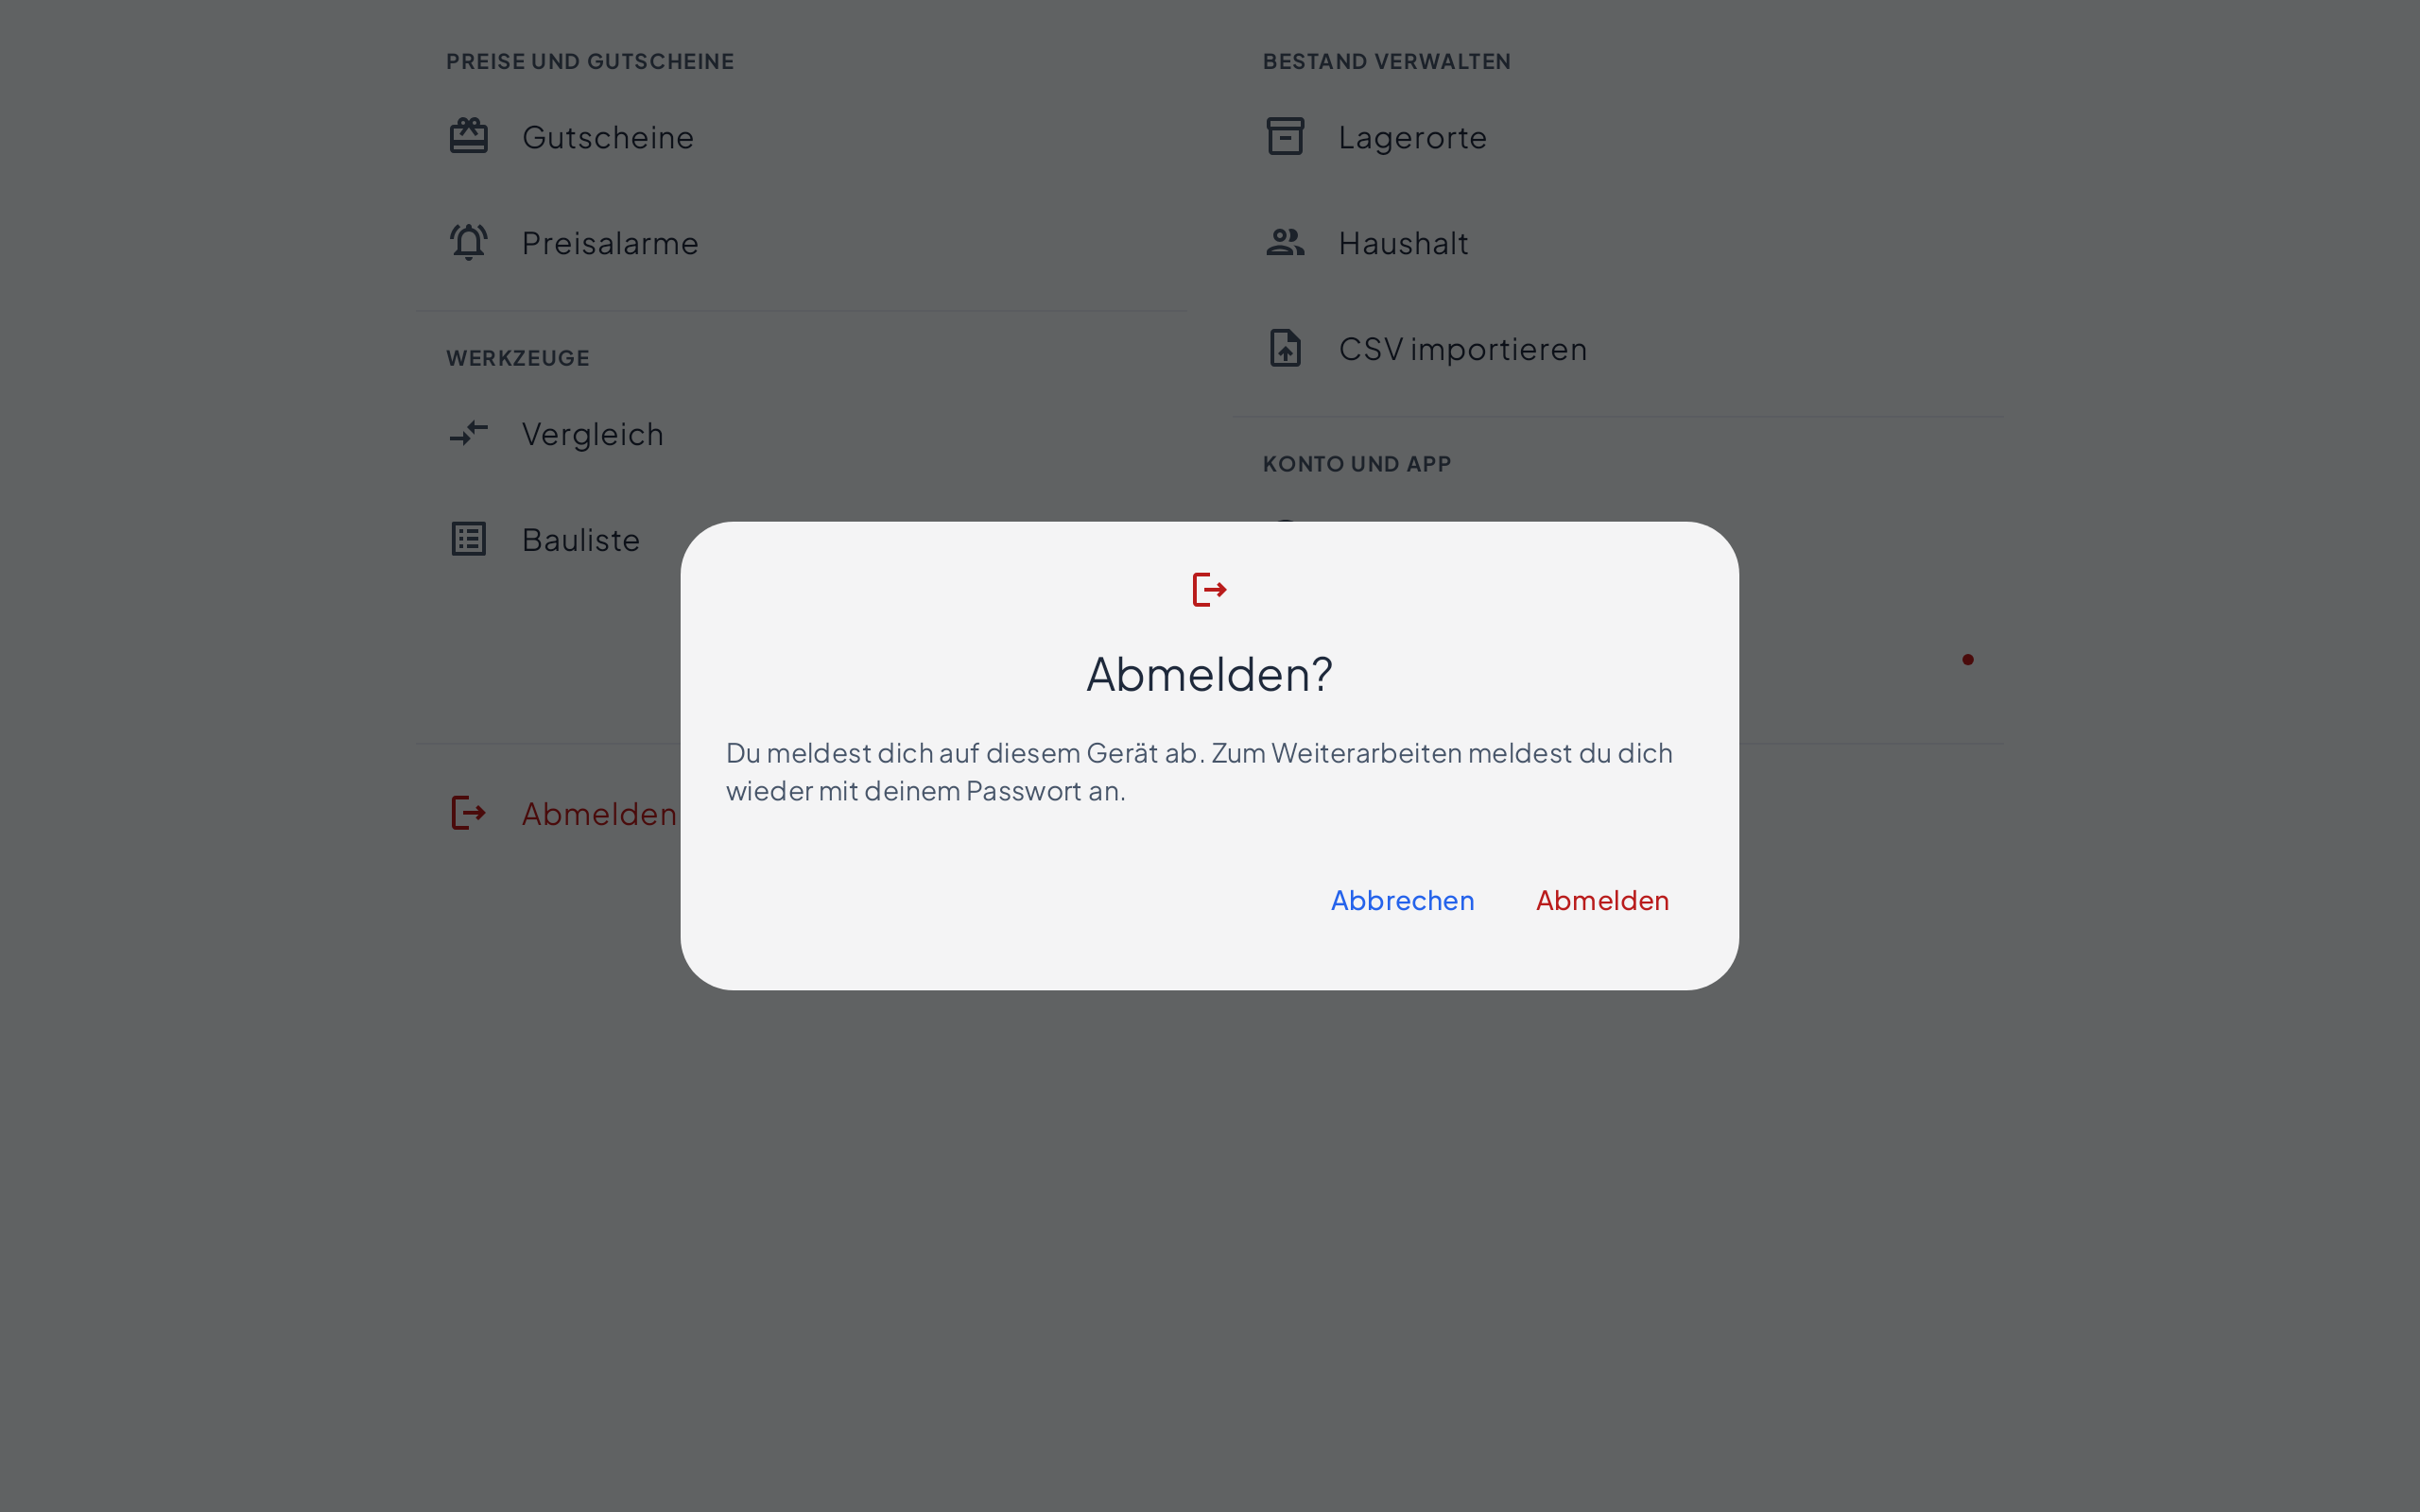 PREISE UND GUTSCHEINE
Gutscheine
Preisalarme
WERKZEUGE
Vergleich
Bauliste
Abmelden
BESTAND VERWALTEN
Lagerorte
Haushalt
CSV importieren
KONTO UND APP
Abmelden?
Du meldest dich auf diesem Gerät ab. Zum Weiterarbeiten meldest du dich
wieder mit deinem Passwort an.
Abbrechen
Abmelden